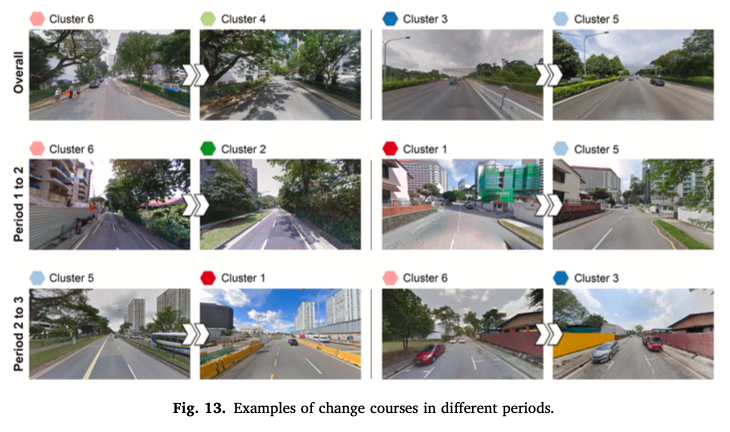 Cluster 6
Cluster 4
Cluster 3
Cluster 5
Overall
Cluster 6
Cluster 2
Cluster 1
Cluster 5
Period 1 to 2
Cluster 5
Cluster 1
Cluster 6
Cluster 3
Period 2 to 3
Fig. 13. Examples of change courses in different periods.